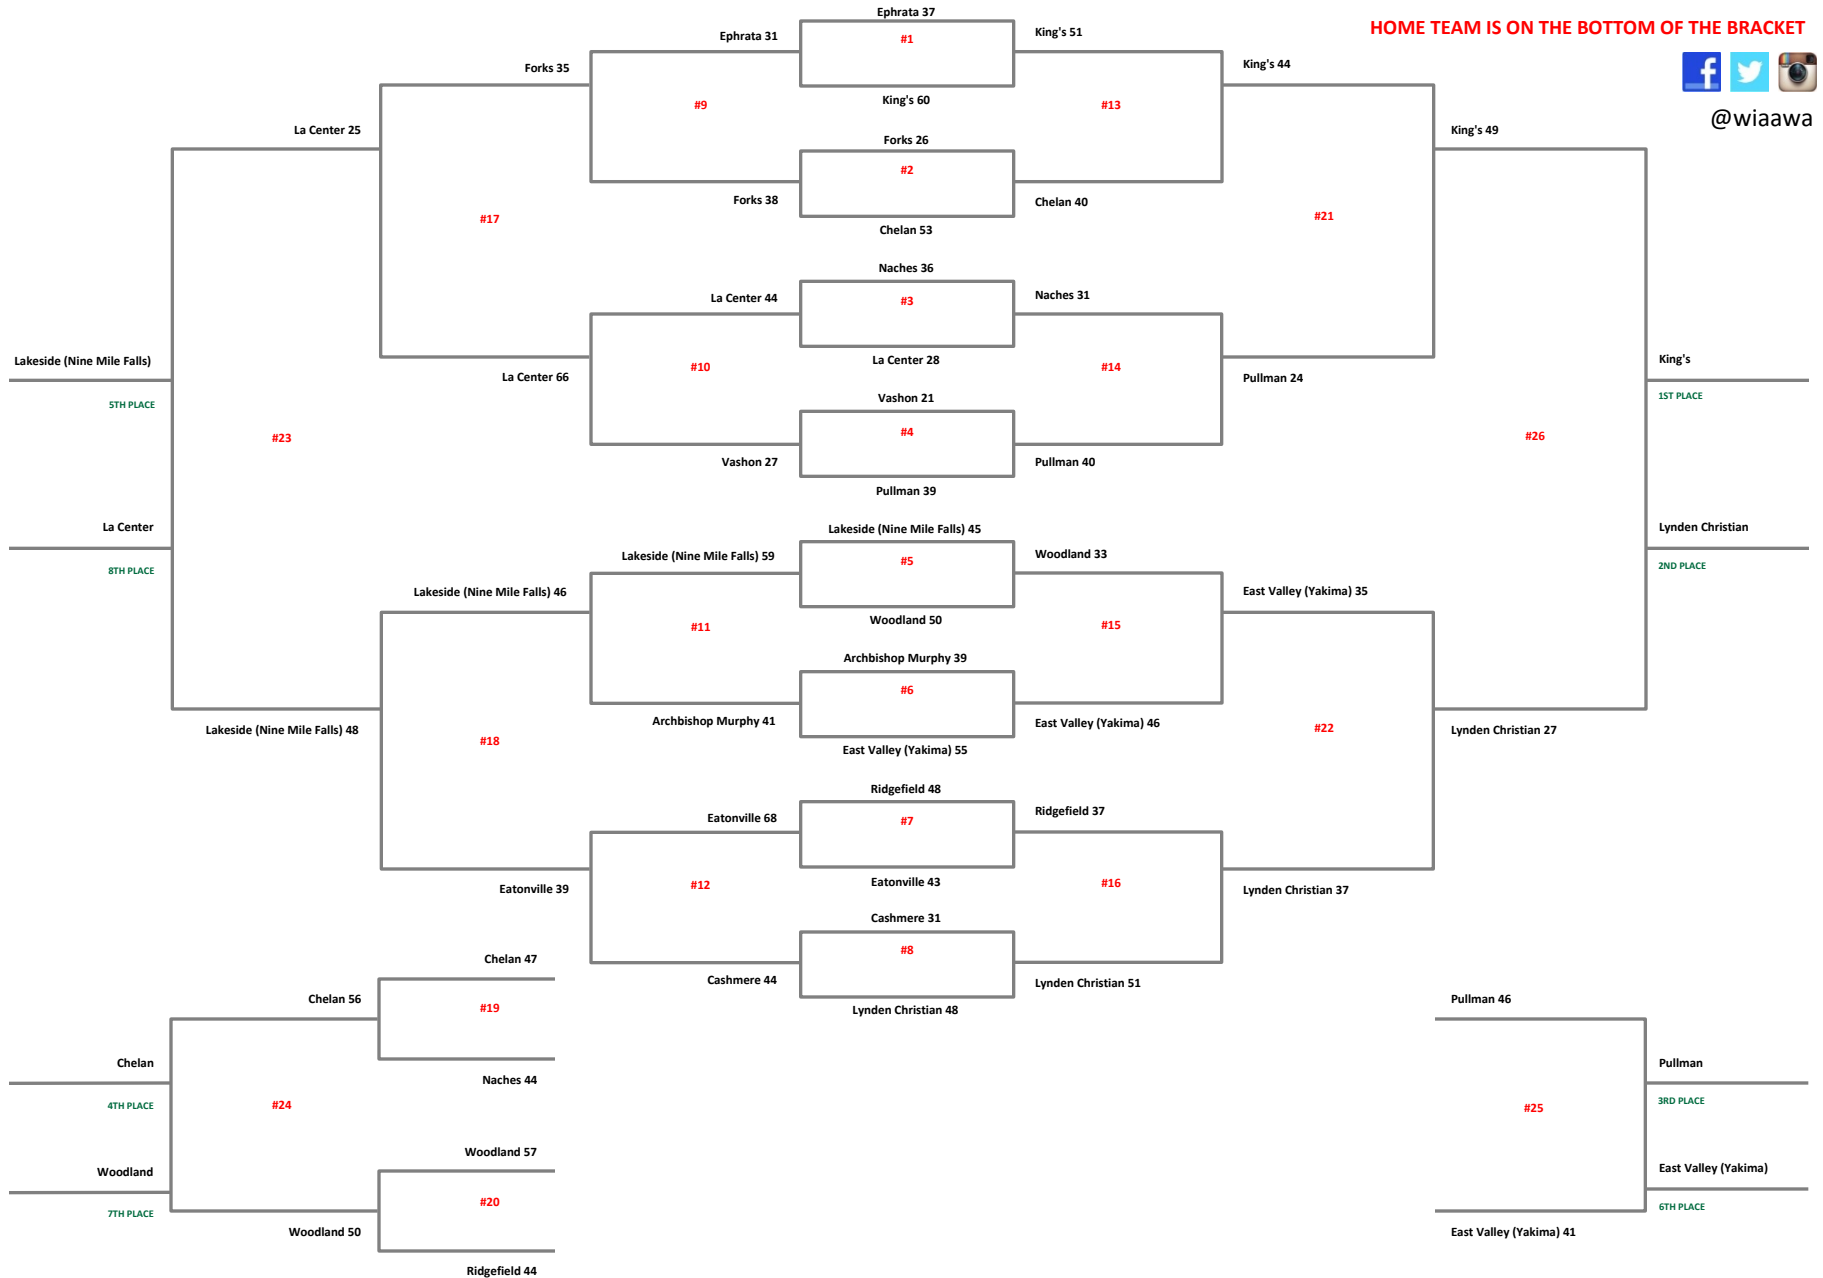 Ephrata 37
HOME TEAM IS ON THE BOTTOM OF THE BRACKET
Ephrata 31
#1
King's 51
Forks 35
King's 44
#9
King's 60
#13
@wiaawa
La Center 25
Forks 26
King's 49
#2
Forks 38
Chelan 40
#17
#21
Chelan 53
Naches 36
La Center 44
#3
Naches 31
Lakeside (Nine Mile Falls)
La Center 28
King's
#10
#14
La Center 66
Pullman 24
5TH PLACE
Vashon 21
1ST PLACE
#23
#4
#26
Vashon 27
Pullman 40
Pullman 39
La Center
Lakeside (Nine Mile Falls) 45
Lynden Christian
Lakeside (Nine Mile Falls) 59
#5
Woodland 33
8TH PLACE
2ND PLACE
Lakeside (Nine Mile Falls) 46
East Valley (Yakima) 35
Woodland 50
#11
#15
Archbishop Murphy 39
#6
Archbishop Murphy 41
East Valley (Yakima) 46
Lakeside (Nine Mile Falls) 48
#18
#22
Lynden Christian 27
East Valley (Yakima) 55
Ridgefield 48
Eatonville 68
#7
Ridgefield 37
Eatonville 39
#12
Eatonville 43
#16
Lynden Christian 37
Cashmere 31
#8
Chelan 47
Cashmere 44
Lynden Christian 51
Chelan 56
#19
Lynden Christian 48
Pullman 46
Chelan
Naches 44
Pullman
4TH PLACE
#24
#25
3RD PLACE
Woodland 57
Woodland
East Valley (Yakima)
7TH PLACE
#20
6TH PLACE
Woodland 50
East Valley (Yakima) 41
Ridgefield 44